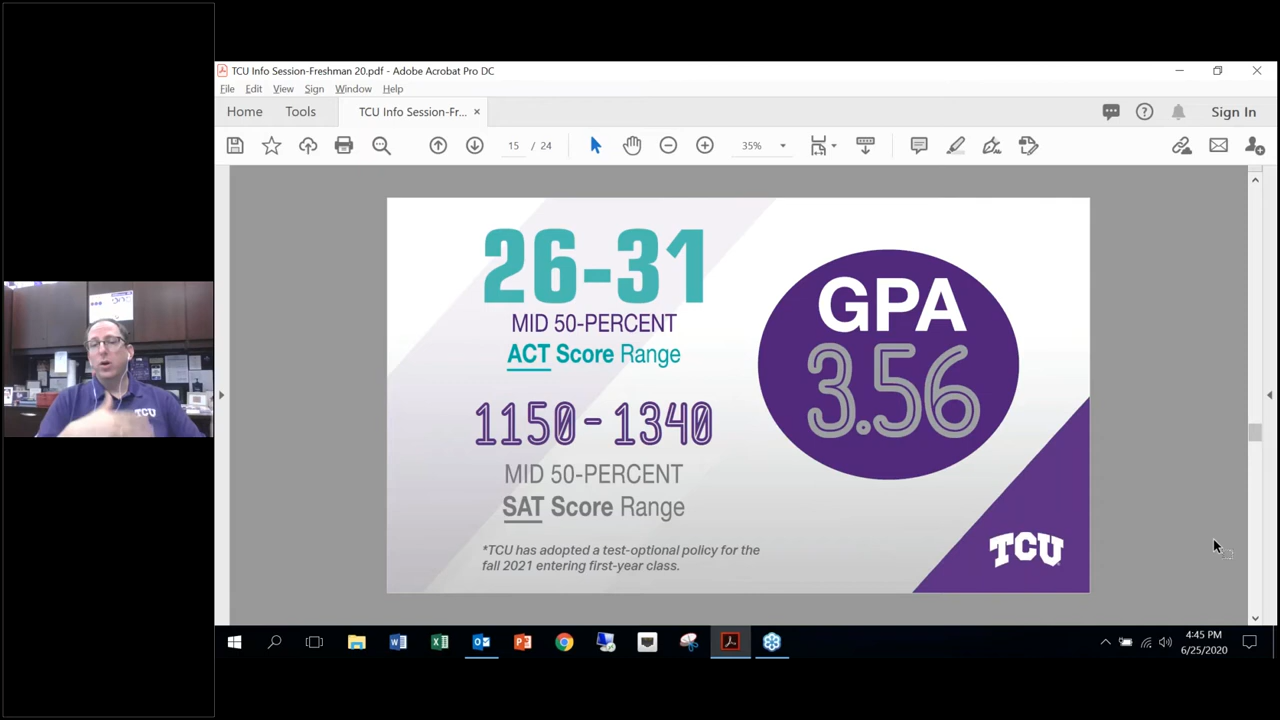 TCU Info Session-Freshman 20.pdf - Adobe Acrobat Pro DC
File Edit View Sign Window Help
Home Tools TCU Info Session-Fr... × Sign In
15 / 24 35%
26-31
MID 50-PERCENT
ACT Score Range
1150-1340
MID 50-PERCENT
SAT Score Range
*TCU has adopted a test-optional policy for the
fall 2021 entering first-year class.
GPA
3.56
TCU
TCU
4:45 PM
6/25/2020